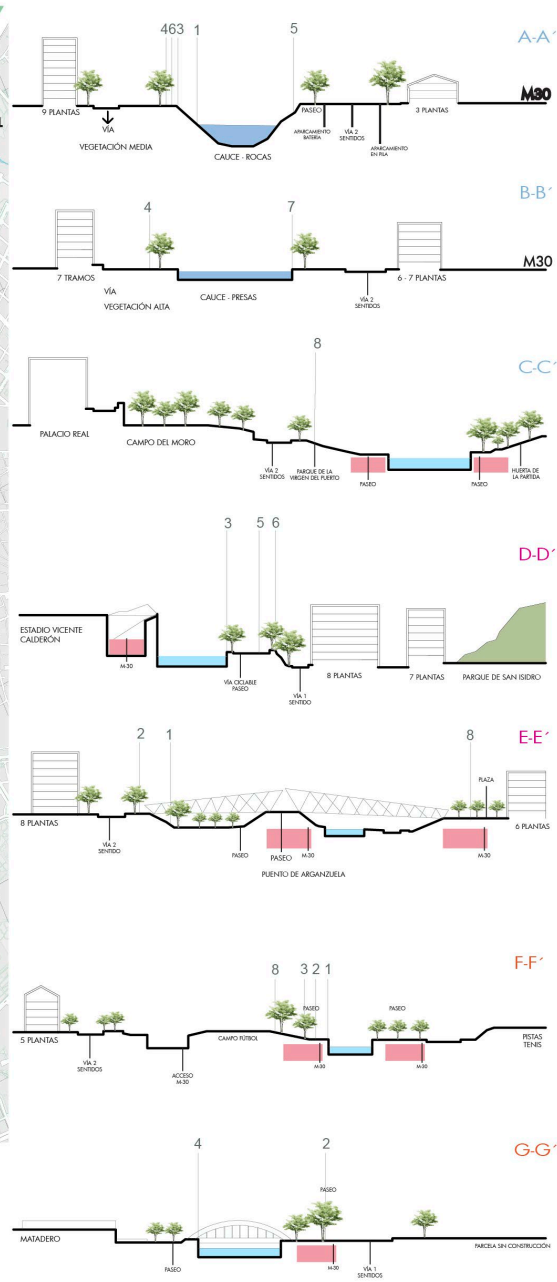 A-A´
4 6 3 1 5
M30
9 PLANTAS
VÍA
VEGETACIÓN MEDIA
CAUCE - ROCAS
PASEO
APARCAMIENTO
BATERÍA
VÍA 2
SENTIDOS
APARCAMIENTO
EN PILA
3 PLANTAS
B-B´
4 7
M30
7 TRAMOS
VÍA
VEGETACIÓN ALTA
CAUCE - PRESAS
VÍA 2
SENTIDOS
6 - 7 PLANTAS
C-C´
8
PALACIO REAL
CAMPO DEL MORO
VÍA 2
SENTIDOS
PARQUE DE LA
VIRGEN DEL PUERTO
PASEO
PASEO
HUERTA DE
LA PARTIDA
D-D´
3 5 6
ESTADIO VICENTE
CALDERÓN
M-30
VÍA CICLABLE
PASEO
VÍA 1
SENTIDO
8 PLANTAS
7 PLANTAS
PARQUE DE SAN ISIDRO
E-E´
2 1 8
PLAZA
8 PLANTAS
VÍA 2
SENTIDO
PASEO
PASEO
M-30
M-30
6 PLANTAS
PUENTO DE ARGANZUELA
F-F´
8 3 2 1
PASEO
PASEO
5 PLANTAS
VÍA 2
SENTIDOS
ACCESO
M-30
CAMPO FÚTBOL
M-30
M-30
PISTAS
TENIS
G-G´
4 2
PASEO
MATADERO
PASEO
M-30
VÍA 1
SENTIDOS
PARCELA SIN CONSTRUCCIÓN